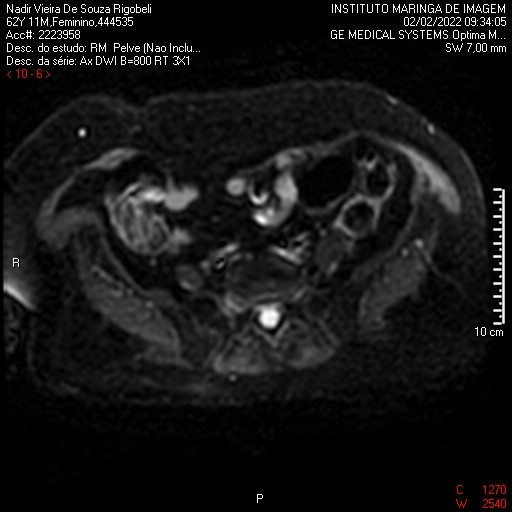 Nadir Vieira De Souza Rigobeli
62Y 11M,Feminino,444535
Acc#: 2223958
Desc. do estudo: RM  Pelve (Nao Inclu...
Desc. da série: Ax DWI B=800 RT 3X1
< 10 - 6 >
INSTITUTO MARINGA DE IMAGEM
02/02/2022 09:34:05
GE MEDICAL SYSTEMS Optima M...
SW 7,00 mm
R
10 cm
P
C 1270
W 2540